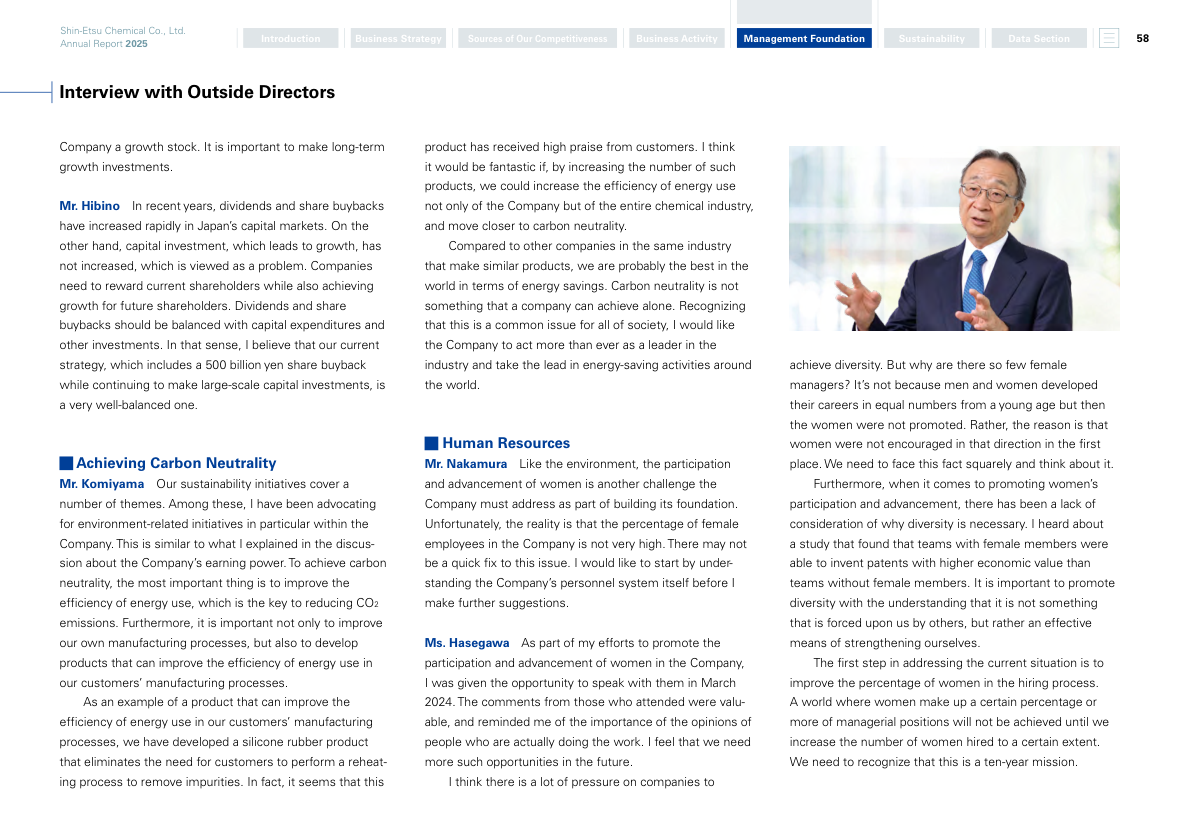 Shin-Etsu Chemical Co., Ltd.
Annual Report 2025
Introduction
Business Strategy
Sources of Our Competitiveness
Business Activity
Management Foundation
Sustainability
Data Section
58
Interview with Outside Directors
Company a growth stock. It is important to make long-term
growth investments.
Mr. Hibino In recent years, dividends and share buybacks
have increased rapidly in Japan's capital markets. On the
other hand, capital investment, which leads to growth, has
not increased, which is viewed as a problem. Companies
need to reward current shareholders while also achieving
growth for future shareholders. Dividends and share
buybacks should be balanced with capital expenditures and
other investments. In that sense, I believe that our current
strategy, which includes a 500 billion yen share buyback
while continuing to make large-scale capital investments, is
a very well-balanced one.
Achieving Carbon Neutrality
Mr. Komiyama Our sustainability initiatives cover a
number of themes. Among these, I have been advocating
for environment-related initiatives in particular within the
Company. This is similar to what I explained in the discus-
sion about the Company's earning power. To achieve carbon
neutrality, the most important thing is to improve the
efficiency of energy use, which is the key to reducing CO₂
emissions. Furthermore, it is important not only to improve
our own manufacturing processes, but also to develop
products that can improve the efficiency of energy use in
our customers' manufacturing processes.
As an example of a product that can improve the
efficiency of energy use in our customers' manufacturing
processes, we have developed a silicone rubber product
that eliminates the need for customers to perform a reheat-
ing process to remove impurities. In fact, it seems that this
product has received high praise from customers. I think
it would be fantastic if, by increasing the number of such
products, we could increase the efficiency of energy use
not only of the Company but of the entire chemical industry,
and move closer to carbon neutrality.
Compared to other companies in the same industry
that make similar products, we are probably the best in the
world in terms of energy savings. Carbon neutrality is not
something that a company can achieve alone. Recognizing
that this is a common issue for all of society, I would like
the Company to act more than ever as a leader in the
industry and take the lead in energy-saving activities around
the world.
Human Resources
Mr. Nakamura Like the environment, the participation
and advancement of women is another challenge the
Company must address as part of building its foundation.
Unfortunately, the reality is that the percentage of female
employees in the Company is not very high. There may not
be a quick fix to this issue. I would like to start by under-
standing the Company's personnel system itself before I
make further suggestions.
Ms. Hasegawa As part of my efforts to promote the
participation and advancement of women in the Company,
I was given the opportunity to speak with them in March
2024. The comments from those who attended were valu-
able, and reminded me of the importance of the opinions of
people who are actually doing the work. I feel that we need
more such opportunities in the future.
I think there is a lot of pressure on companies to
achieve diversity. But why are there so few female
managers? It's not because men and women developed
their careers in equal numbers from a young age but then
the women were not promoted. Rather, the reason is that
women were not encouraged in that direction in the first
place. We need to face this fact squarely and think about it.
Furthermore, when it comes to promoting women's
participation and advancement, there has been a lack of
consideration of why diversity is necessary. I heard about
a study that found that teams with female members were
able to invent patents with higher economic value than
teams without female members. It is important to promote
diversity with the understanding that it is not something
that is forced upon us by others, but rather an effective
means of strengthening ourselves.
The first step in addressing the current situation is to
improve the percentage of women in the hiring process.
A world where women make up a certain percentage or
more of managerial positions will not be achieved until we
increase the number of women hired to a certain extent.
We need to recognize that this is a ten-year mission.